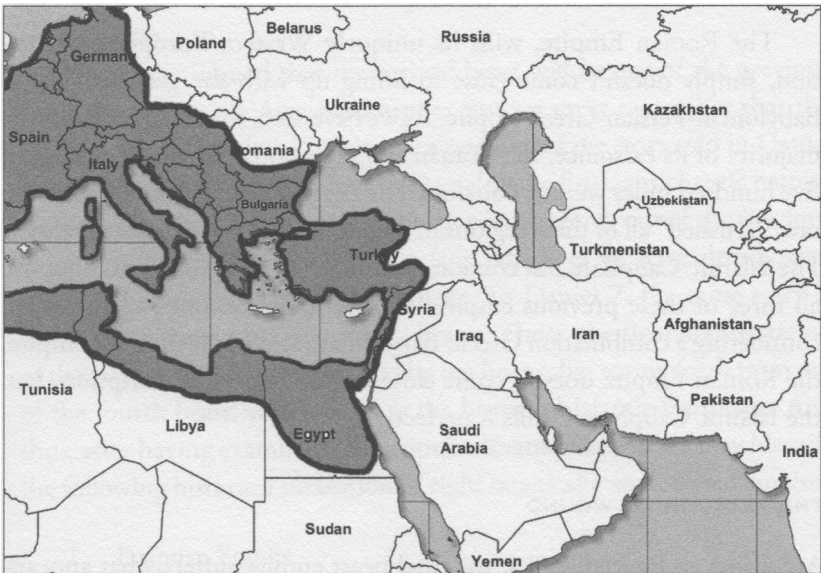 Belarus
Russia
Poland
Germany
Ukraine
Kazakhstan
Spain
Romania
Italy
Uzbekistan
Bulgaria
Turkey
Turkmenistan
Syria
Iraq
Iran
Afghanistan
Tunisia
Pakistan
Libya
Egypt
Saudi
Arabia
India
Sudan
Yemen